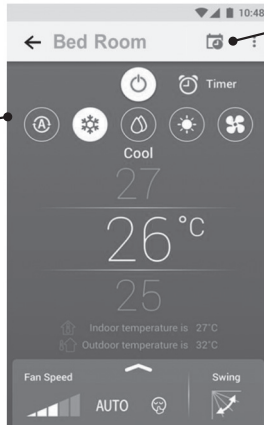 10:48
Bed Room
Timer
A
Cool
27
26°C
25
Indoor temperature is 27°C
Outdoor temperature is 32°C
Fan Speed
Swing
AUTO